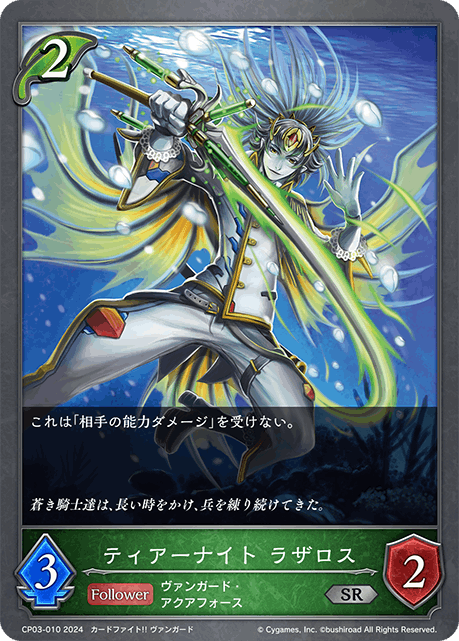 2
これは「相手の能力ダメージ」を受けない。
蒼き騎士達は、長い時をかけ、兵を練り続けてきた。
ティアーナイト ラザロス
3
Follower
ヴァンガード・
アクアフォース
SR
2
CP03-010 2024 カードファイト!! ヴァンガード
© Cygames, Inc. ©bushiroad All Rights Reserved.